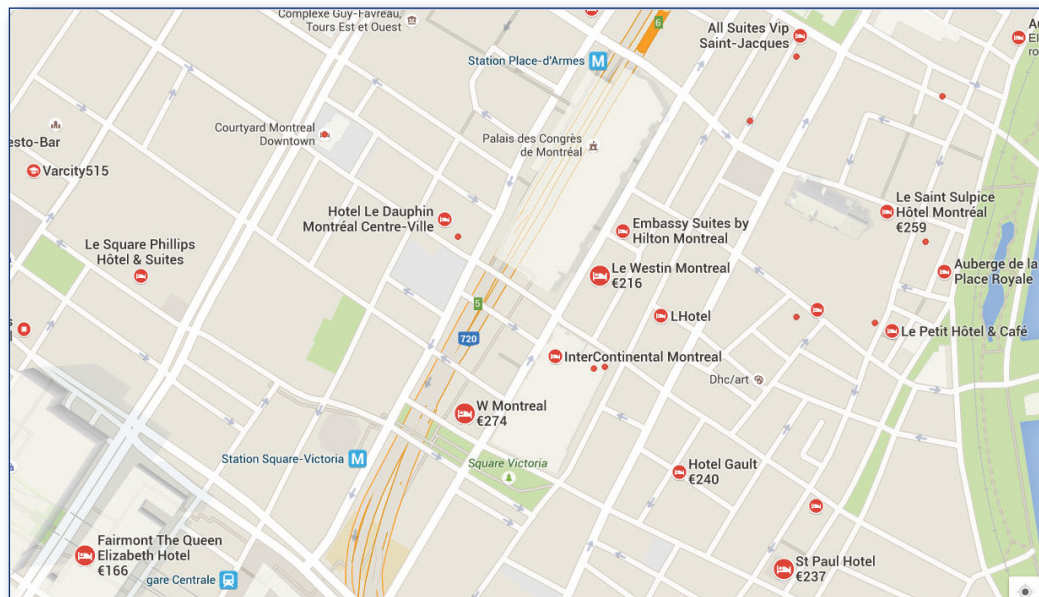 Complexe Guy-Favreau,
Tours Est et Ouest
5
All Suites Vip
Saint-Jacques
Station Place-d'Armes
M
Courtyard Montreal
Downtown
Palais des Congrès
de Montréal
esto-Bar
Varcity515
Hotel Le Dauphin
Montréal Centre-Ville
Embassy Suites by
Hilton Montreal
Le Saint Sulpice
Hôtel Montréal
€259
Le Square Phillips
Hôtel & Suites
Le Westin Montreal
€216
Auberge de la
Place Royale
5
LHotel
720
Le Petit Hôtel & Café
InterContinental Montreal
Dhc/art
W Montreal
€274
Station Square-Victoria
M
Square Victoria
Hotel Gault
€240
Fairmont The Queen
Elizabeth Hotel
€166
gare Centrale
St Paul Hotel
€237